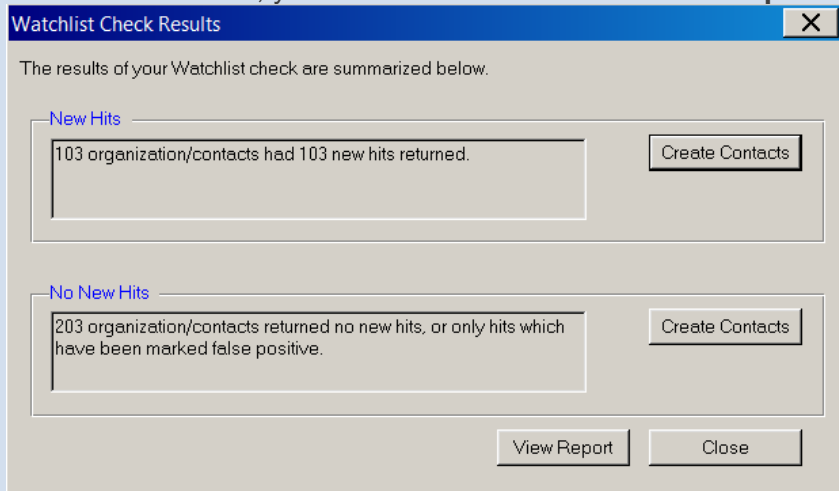 Watchlist Check Results
The results of your Watchlist check are summarized below.
New Hits
103 organization/contacts had 103 new hits returned.
Create Contacts
No New Hits
203 organization/contacts returned no new hits, or only hits which
have been marked false positive.
Create Contacts
View Report
Close